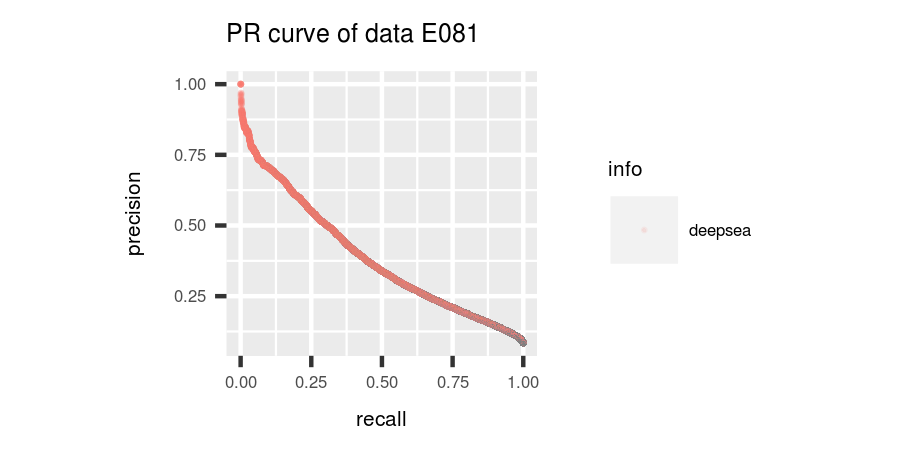 PR curve of data E081
1.00
0.75
0.50
0.25
precision
0.00 0.25 0.50 0.75 1.00
recall
info
deepsea